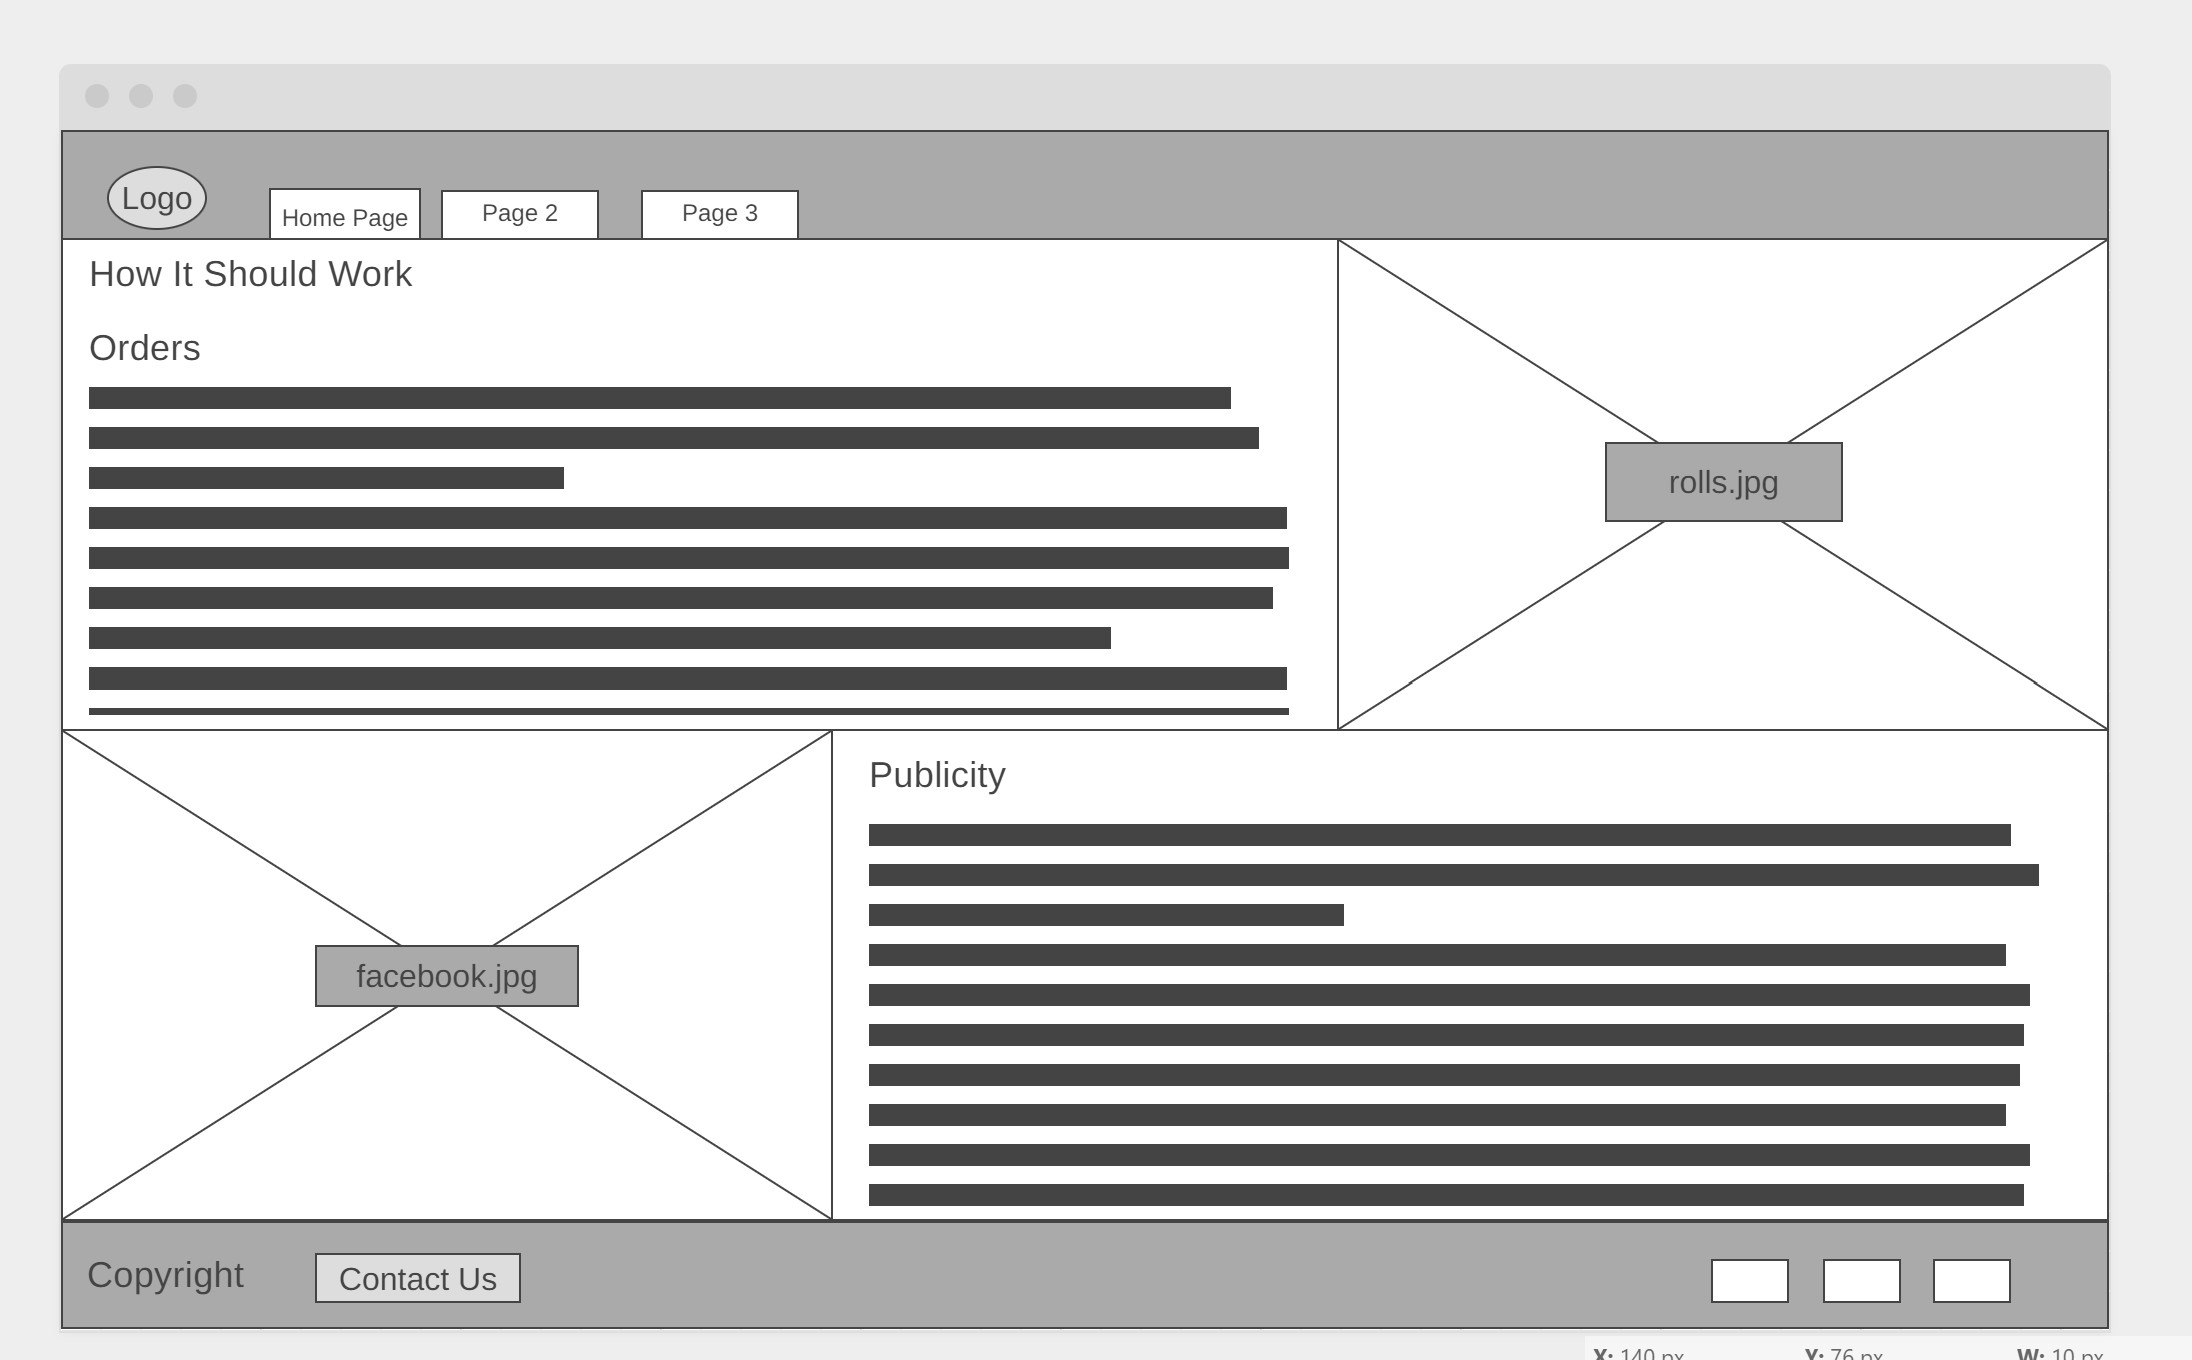 Logo
Home Page
Page 2
Page 3
How It Should Work
Orders
rolls.jpg
facebook.jpg
Publicity
Copyright
Contact Us
X: 140 px Y: 76 px W: 10 px